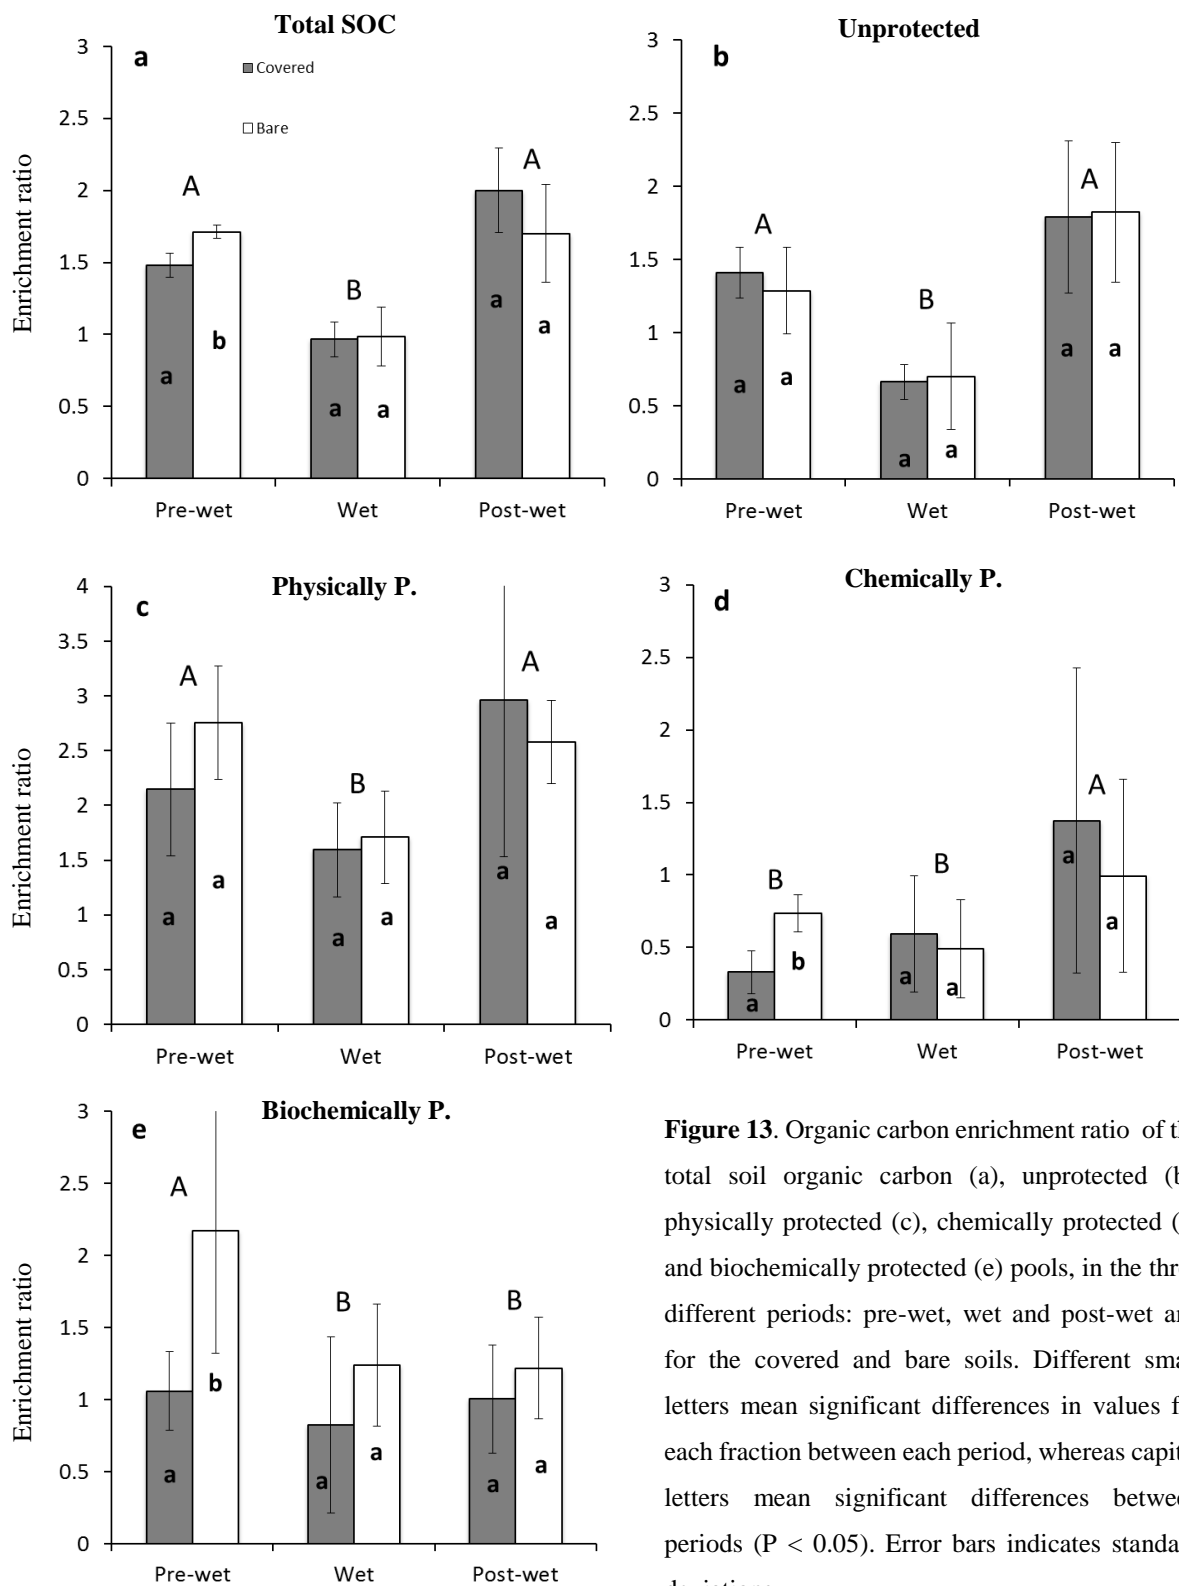 Total SOC
a
Covered
Bare
Enrichment ratio
3
2.5
2
1.5
1
0.5
0
A
B
A
a
b
a
a
a
a
Pre-wet Wet Post-wet
Unprotected
b
3
2.5
2
1.5
1
0.5
0
A
B
A
a
a
a
a
a
a
Pre-wet Wet Post-wet
Physically P.
c
Enrichment ratio
4
3.5
3
2.5
2
1.5
1
0.5
0
A
B
A
a
a
a
a
a
a
Pre-wet Wet Post-wet
Chemically P.
d
3
2.5
2
1.5
1
0.5
0
B
B
A
a
b
a
a
a
a
Pre-wet Wet Post-wet
Biochemically P.
e
Enrichment ratio
3
2.5
2
1.5
1
0.5
0
A
B
B
a
b
a
a
a
a
Pre-wet Wet Post-wet
Figure 13. Organic carbon enrichment ratio of
total soil organic carbon (a), unprotected
physically protected (c), chemically protected
and biochemically protected (e) pools, in the
different periods: pre-wet, wet and post-wet
for the covered and bare soils. Different
letters mean significant differences in values
each fraction between each period, whereas
letters mean significant differences
periods (P < 0.05). Error bars indicates